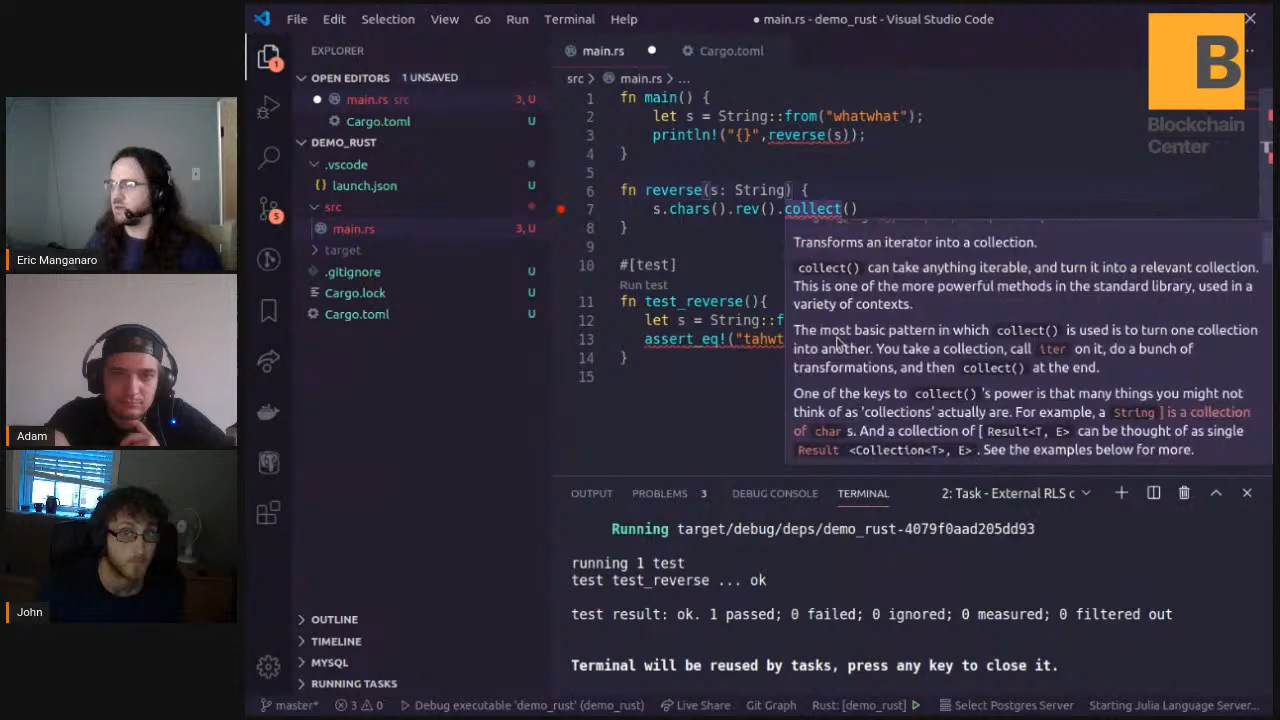 File Edit Selection View Go Run Terminal Help
main.rs - demo_rust - Visual Studio Code
B
Blockchain
Center
EXPLORER
OPEN EDITORS 1 UNSAVED
main.rs src 3, U
Cargo.toml U
DEMO_RUST
.vscode
launch.json U
src
main.rs 3, U
target
.gitignore U
Cargo.lock U
Cargo.toml U
OUTLINE
TIMELINE
MYSQL
RUNNING TASKS
1
5
main.rs Cargo.toml
src > main.rs > ...
1 fn main() {
2 let s = String::from("whatwhat");
3 println!("{}",reverse(s));
4 }
5
6 fn reverse(s: String) {
7 s.chars().rev().collect()
8 }
9
10 #[test]
Run test
11 fn test_reverse(){
12 let s = String::f
13 assert_eq!("tahwt
14 }
15
Transforms an iterator into a collection.
collect() can take anything iterable, and turn it into a relevant collection.
This is one of the more powerful methods in the standard library, used in a
variety of contexts.
The most basic pattern in which collect() is used is to turn one collection
into another. You take a collection, call iter on it, do a bunch of
transformations, and then collect() at the end.
One of the keys to collect() 's power is that many things you might not
think of as 'collections' actually are. For example, a String ] is a collection
of char s. And a collection of [ Result<T, E> can be thought of as single
Result <Collection<T>, E> . See the examples below for more.
OUTPUT PROBLEMS 3 DEBUG CONSOLE TERMINAL 2: Task - External RLS c
Running target/debug/deps/demo_rust-4079f0aad205dd93
running 1 test
test test_reverse ... ok
test result: ok. 1 passed; 0 failed; 0 ignored; 0 measured; 0 filtered out
Terminal will be reused by tasks, press any key to close it.
master* 3 0 Debug executable 'demo_rust' (demo_rust) Live Share Git Graph Rust: [demo_rust] Select Postgres Server Starting Julia Language Server...
Eric Manganaro
Adam
John